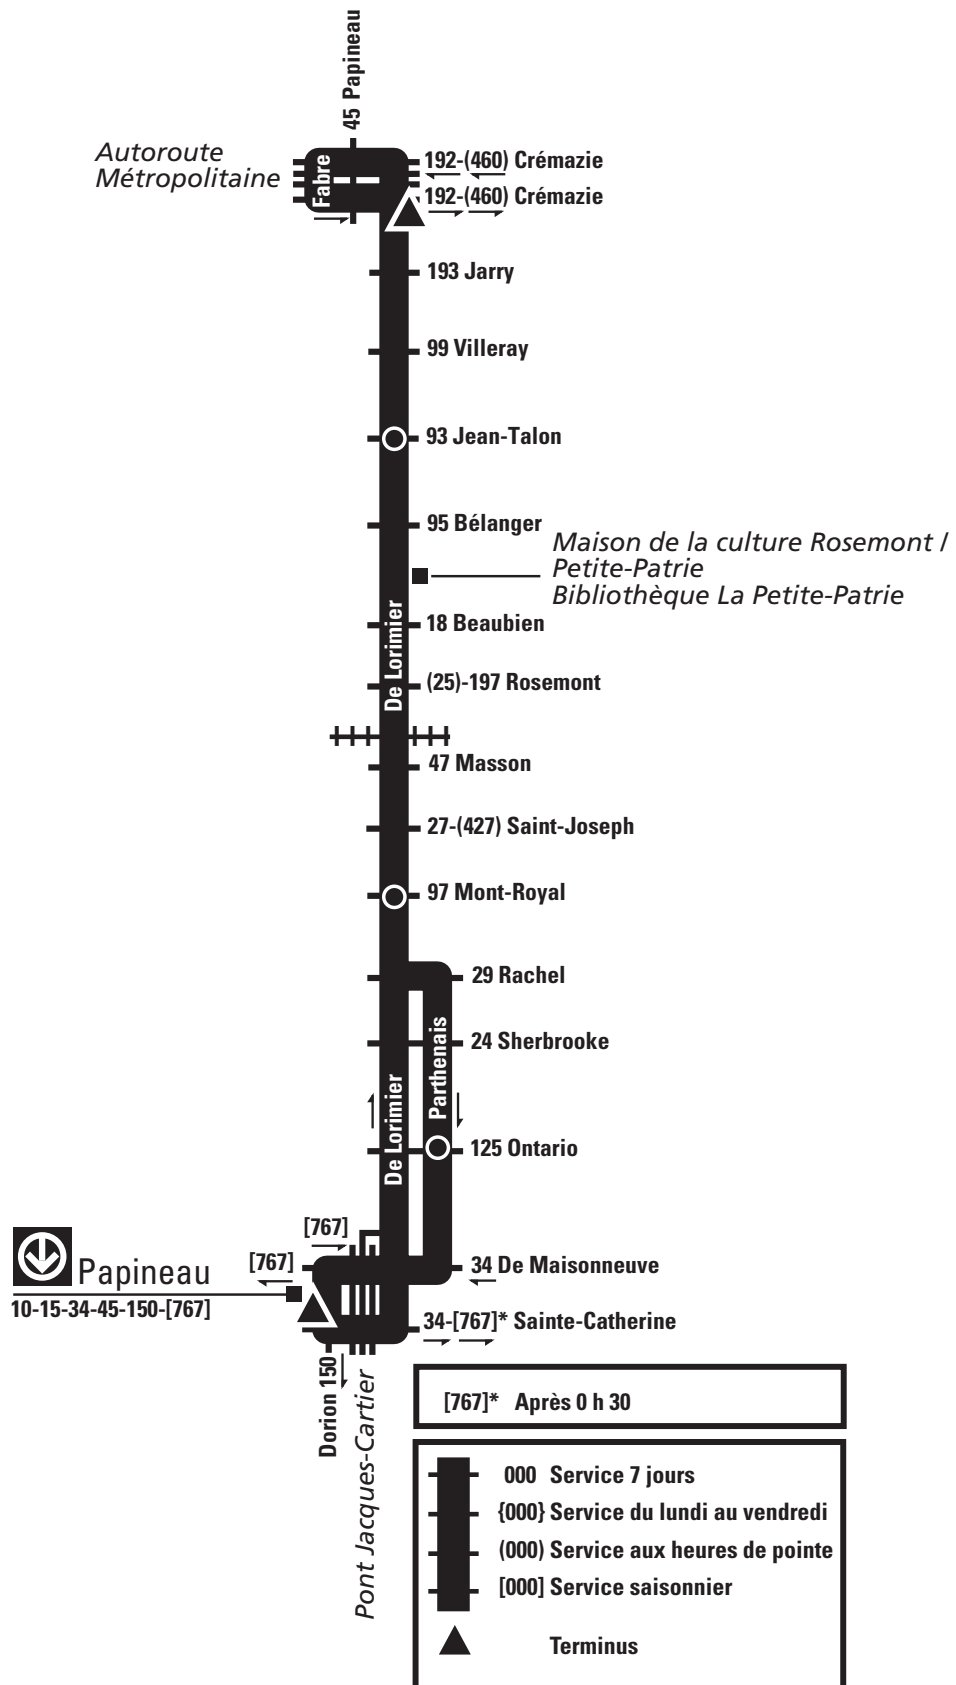 45 Papineau
Autoroute
Métropolitaine
Fabre
192-(460) Crémazie
192-(460) Crémazie
193 Jarry
99 Villeray
93 Jean-Talon
95 Bélanger
Maison de la culture Rosemont /
Petite-Patrie
Bibliothèque La Petite-Patrie
De Lorimier
18 Beaubien
(25)-197 Rosemont
47 Masson
27-(427) Saint-Joseph
97 Mont-Royal
29 Rachel
24 Sherbrooke
Parthenais
De Lorimier
125 Ontario
[767]
[767]
Papineau
10-15-34-45-150-[767]
34 De Maisonneuve
34-[767]* Sainte-Catherine
Dorion 150
Pont Jacques-Cartier
[767]* Après 0 h 30
000 Service 7 jours
{000} Service du lundi au vendredi
(000) Service aux heures de pointe
[000] Service saisonnier
Terminus